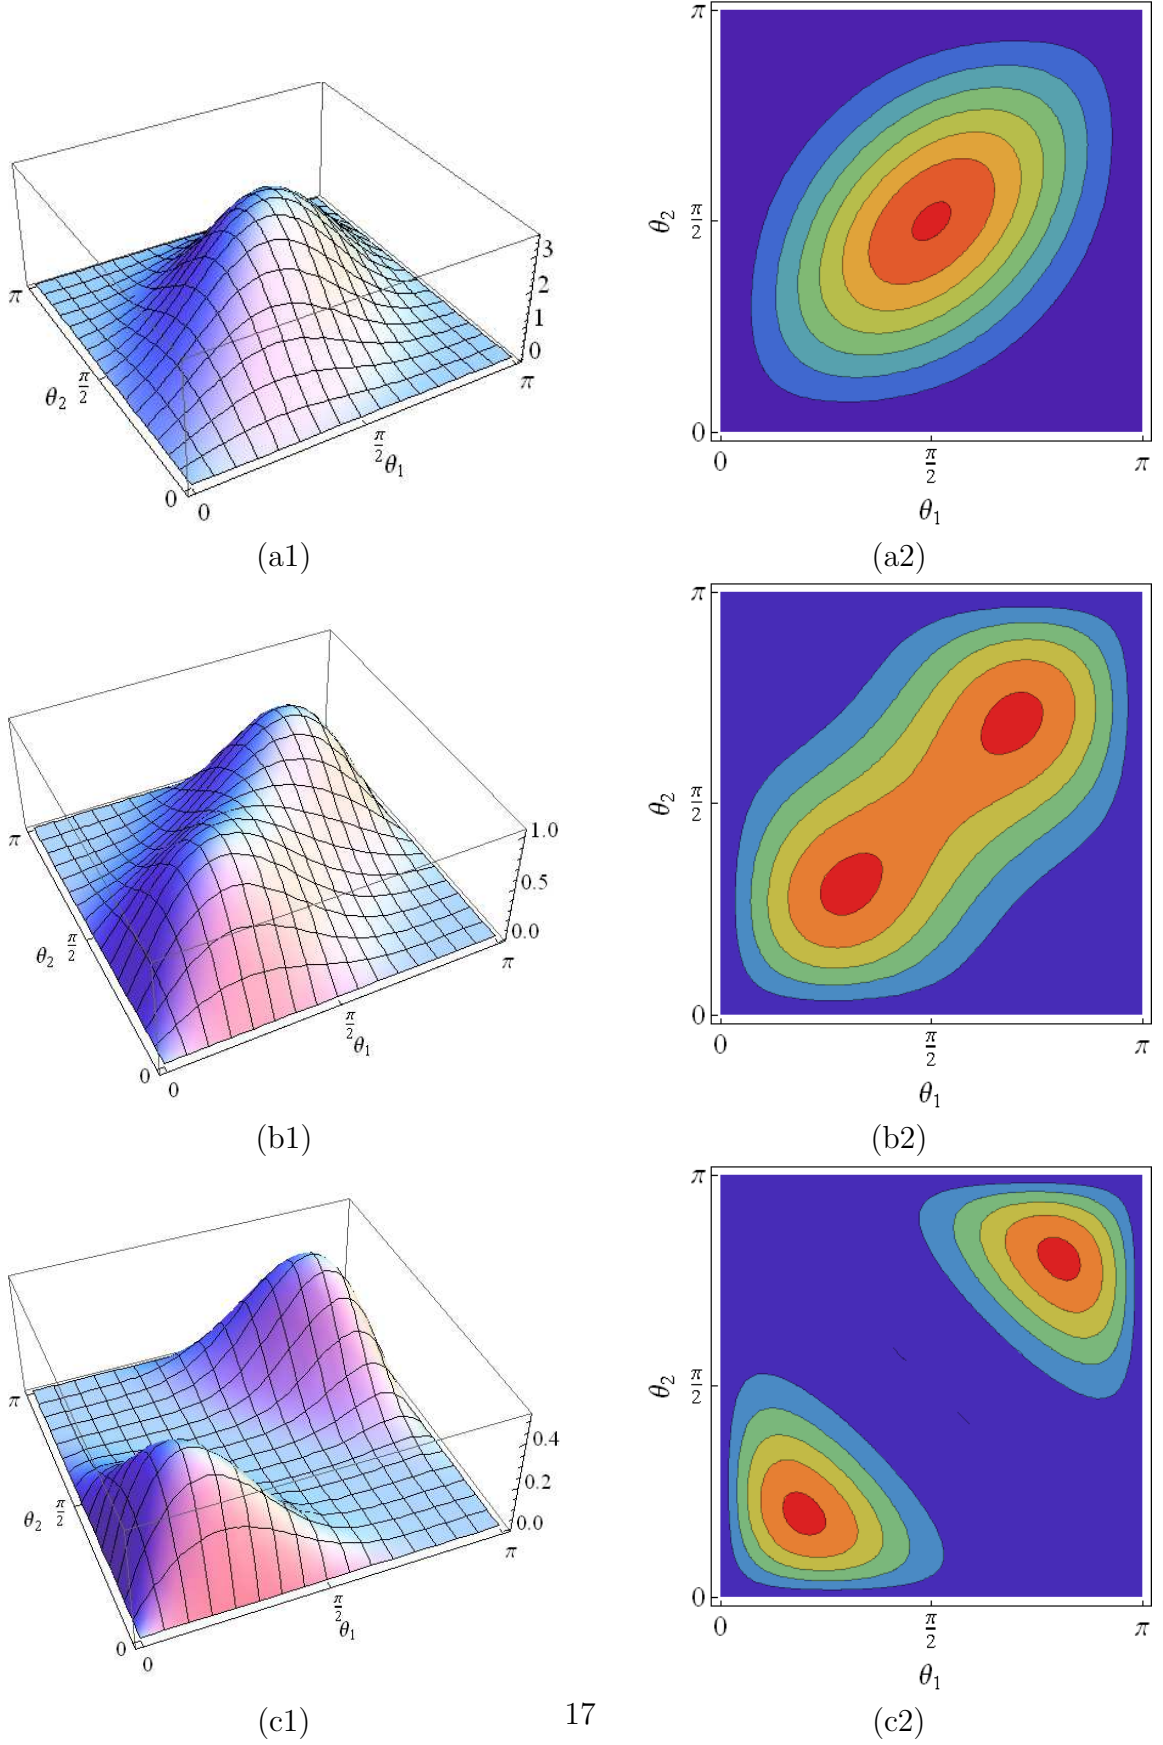 π
θ₂ π/2
0
0 π/2 π
θ₁
3
2
1
0
π
θ₂ π/2
0
0
π/2 θ₁
π
(a1)
(a2)
π
θ₂ π/2
0
0 π/2 π
θ₁
1.0
0.5
0.0
π
θ₂ π/2
0
0
π/2 θ₁
π
(b1)
(b2)
π
θ₂ π/2
0
0 π/2 π
θ₁
0.4
0.2
0.0
π
θ₂ π/2
0
0
π/2 θ₁
π
(c1)
17
(c2)